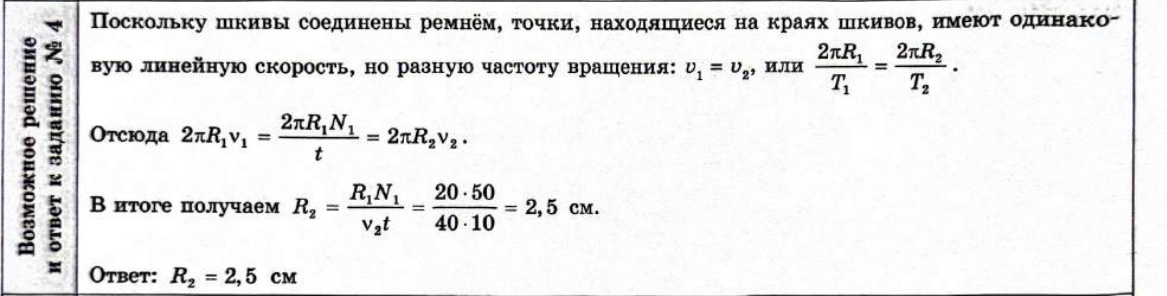 Возможное решение
и ответ к заданию № 4
Поскольку шкивы соединены ремнём, точки, находящиеся на краях шкивов, имеют одинако-
вую линейную скорость, но разную частоту вращения: v₁ = v₂, или 2πR₁/T₁ = 2πR₂/T₂.
Отсюда 2πR₁ν₁ = 2πR₁N₁/t = 2πR₂ν₂.
В итоге получаем R₂ = R₁N₁/ν₂t = 20·50/40·10 = 2,5 см.
Ответ: R₂ = 2,5 см